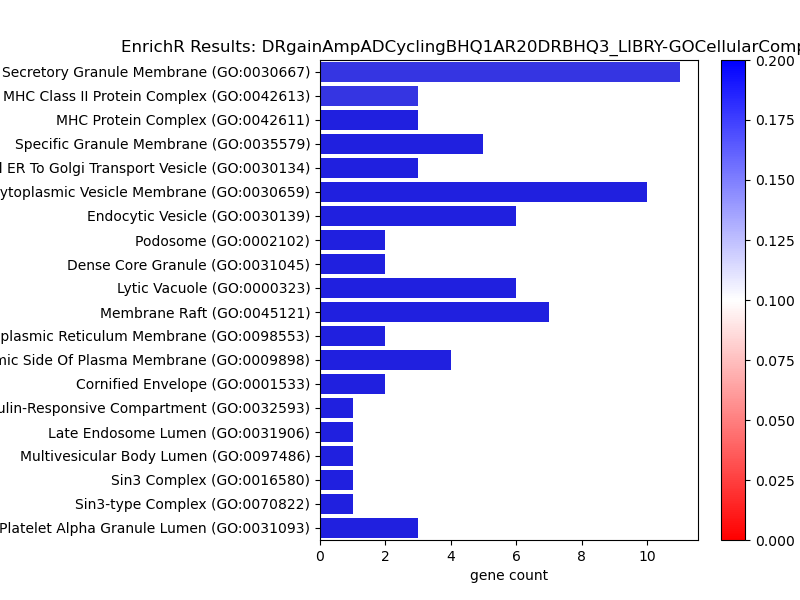 EnrichR Results: DRgainAmpADCyclingBHQ1AR20DRBHQ3_LIBRY-GOCellularComp
Secretory Granule Membrane (GO:0030667)
MHC Class II Protein Complex (GO:0042613)
MHC Protein Complex (GO:0042611)
Specific Granule Membrane (GO:0035579)
ER To Golgi Transport Vesicle (GO:0030134)
ytoplasmic Vesicle Membrane (GO:0030659)
Endocytic Vesicle (GO:0030139)
Podosome (GO:0002102)
Dense Core Granule (GO:0031045)
Lytic Vacuole (GO:0000323)
Membrane Raft (GO:0045121)
plasmic Reticulum Membrane (GO:0098553)
mic Side Of Plasma Membrane (GO:0009898)
Cornified Envelope (GO:0001533)
ulin-Responsive Compartment (GO:0032593)
Late Endosome Lumen (GO:0031906)
Multivesicular Body Lumen (GO:0097486)
Sin3 Complex (GO:0016580)
Sin3-type Complex (GO:0070822)
Platelet Alpha Granule Lumen (GO:0031093)
0 2 4 6 8 10
gene count
0.200
0.175
0.150
0.125
0.100
0.075
0.050
0.025
0.000